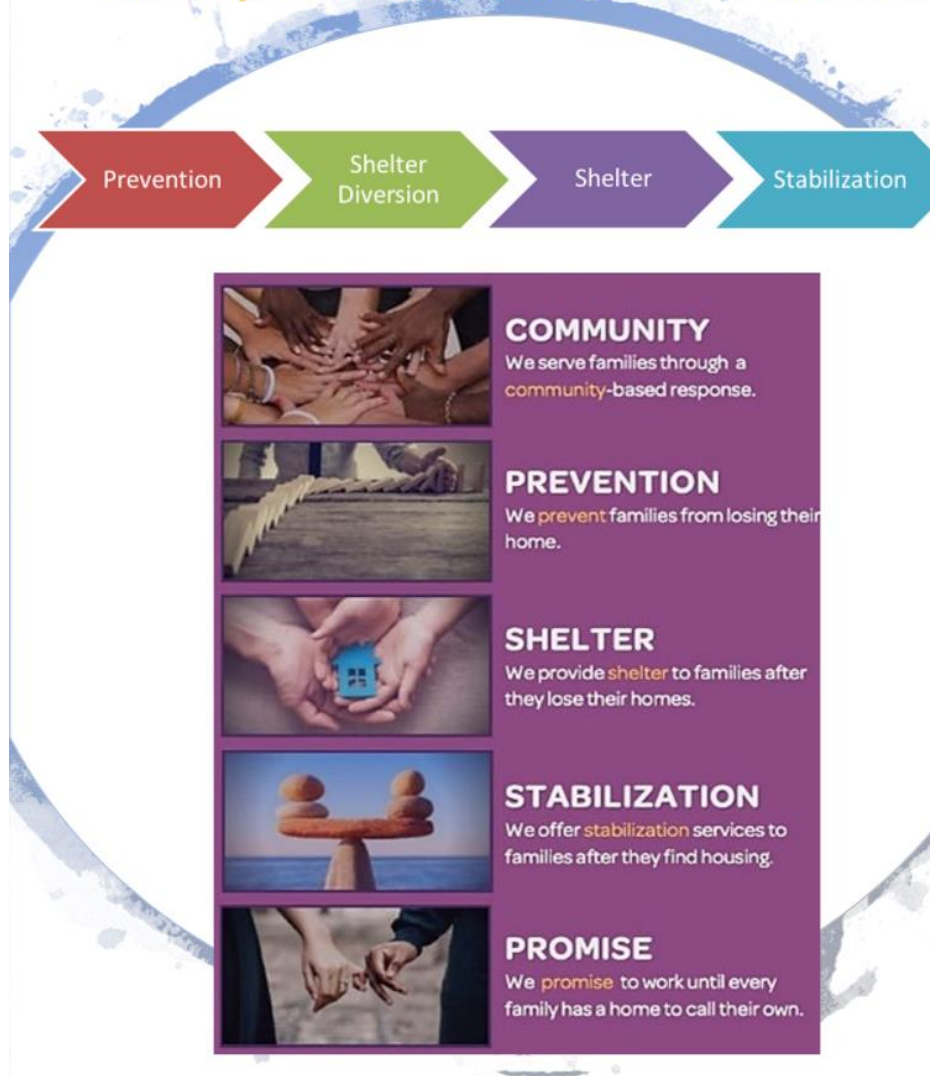 Prevention
Shelter
Diversion
Shelter
Stabilization
COMMUNITY
We serve families through a
community-based response.
PREVENTION
We prevent families from losing their
home.
SHELTER
We provide shelter to families after
they lose their homes.
STABILIZATION
We offer stabilization services to
families after they find housing.
PROMISE
We promise to work until every
family has a home to call their own.